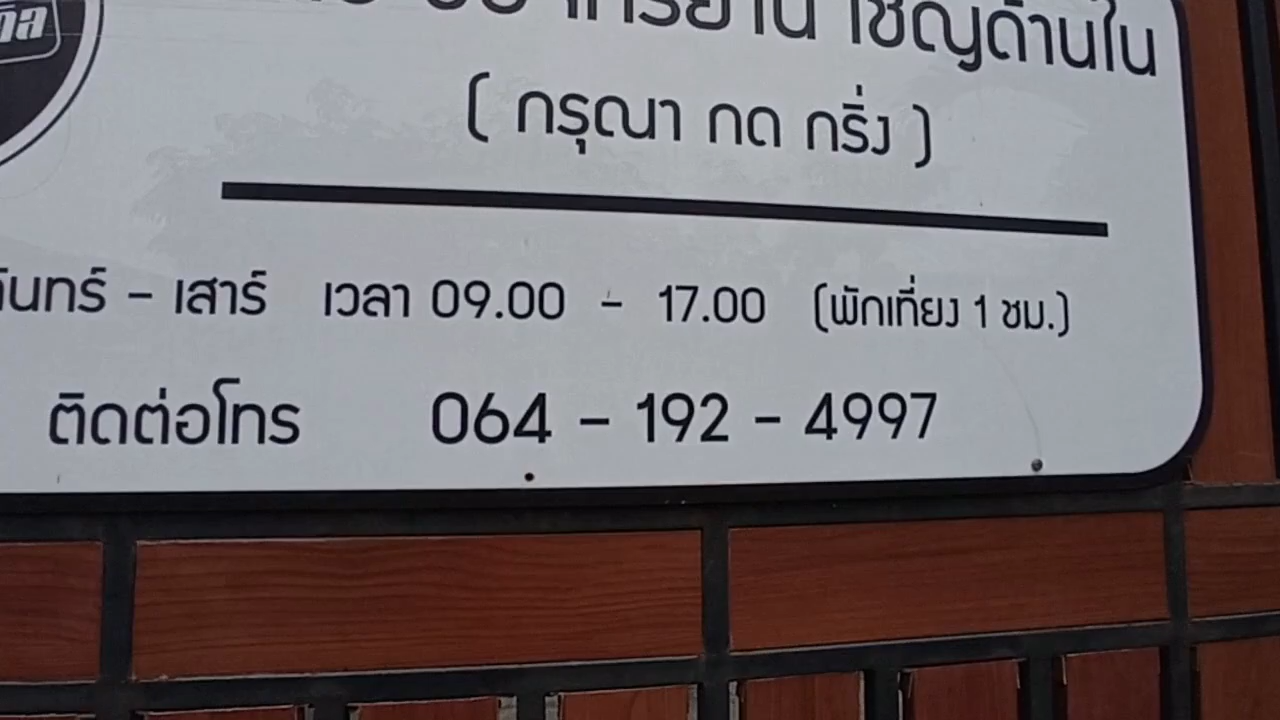 เชิญด้านใน
( กรุณา กด กริ่ง )
จันทร์ - เสาร์ เวลา 09.00 - 17.00 (พักเที่ยง 1 ชม.)
ติดต่อโทร 064 - 192 - 4997